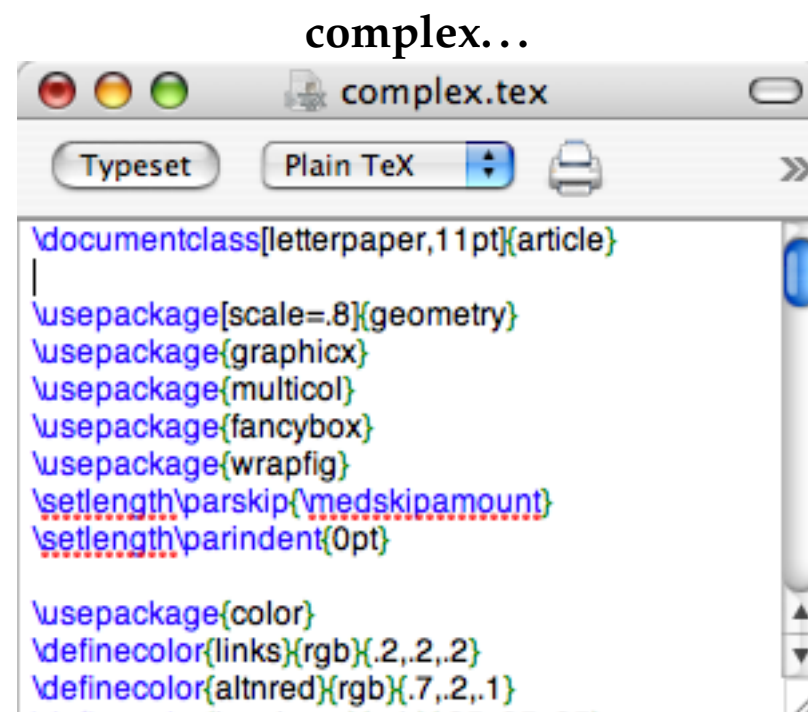 complex...
complex.tex
Typeset Plain TeX
\documentclass[letterpaper,11pt]{article}
\usepackage[scale=.8]{geometry}
\usepackage{graphicx}
\usepackage{multicol}
\usepackage{fancybox}
\usepackage{wrapfig}
\setlength\parskip{\medskipamount}
\setlength\parindent{0pt}
\usepackage{color}
\definecolor{links}{rgb}{.2,.2,.2}
\definecolor{altnred}{rgb}{.7,.2,.1}